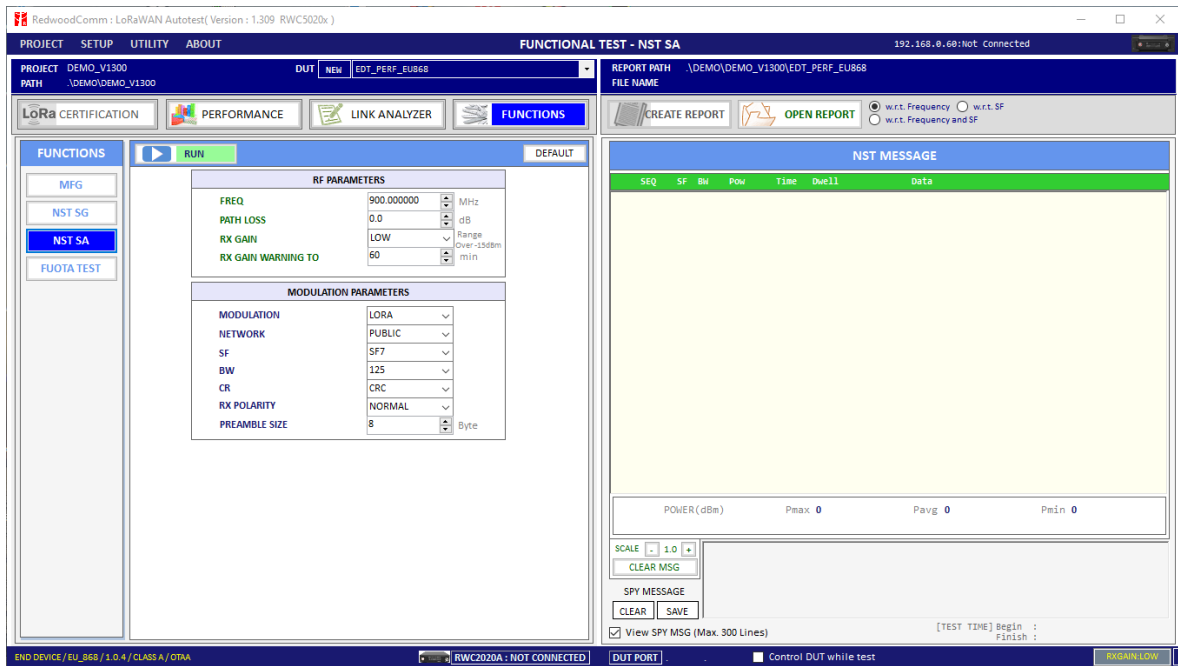 RedwoodComm : LoRaWAN Autotest( Version : 1.309 RWC5020x )
PROJECT SETUP UTILITY ABOUT FUNCTIONAL TEST - NST SA 192.168.0.60:Not Connected
PROJECT DEMO_V1300 DUT NEW EDT_PERF_EU868
PATH .\DEMO\DEMO_V1300
REPORT PATH .\DEMO\DEMO_V1300\EDT_PERF_EU868
FILE NAME
LoRa CERTIFICATION PERFORMANCE LINK ANALYZER FUNCTIONS
CREATE REPORT OPEN REPORT w.r.t. Frequency w.r.t. SF
w.r.t. Frequency and SF
FUNCTIONS
MFG
NST SG
NST SA
FUOTA TEST
RUN DEFAULT
RF PARAMETERS
FREQ 900.000000 MHz
PATH LOSS 0.0 dB
RX GAIN LOW Range
Over-15dBm
RX GAIN WARNING TO 60 min
MODULATION PARAMETERS
MODULATION LORA
NETWORK PUBLIC
SF SF7
BW 125
CR CRC
RX POLARITY NORMAL
PREAMBLE SIZE 8 Byte
NST MESSAGE
SEQ SF BW Pow Time Dwell Data
POWER(dBm) Pmax 0 Pavg 0 Pmin 0
SCALE - 1.0 +
CLEAR MSG
SPY MESSAGE
CLEAR SAVE
View SPY MSG (Max. 300 Lines)
[TEST TIME] Begin :
Finish :
END DEVICE / EU_868 / 1.0.4 / CLASS A / OTAA RWC2020A : NOT CONNECTED DUT PORT . . Control DUT while test RXGAIN:LOW